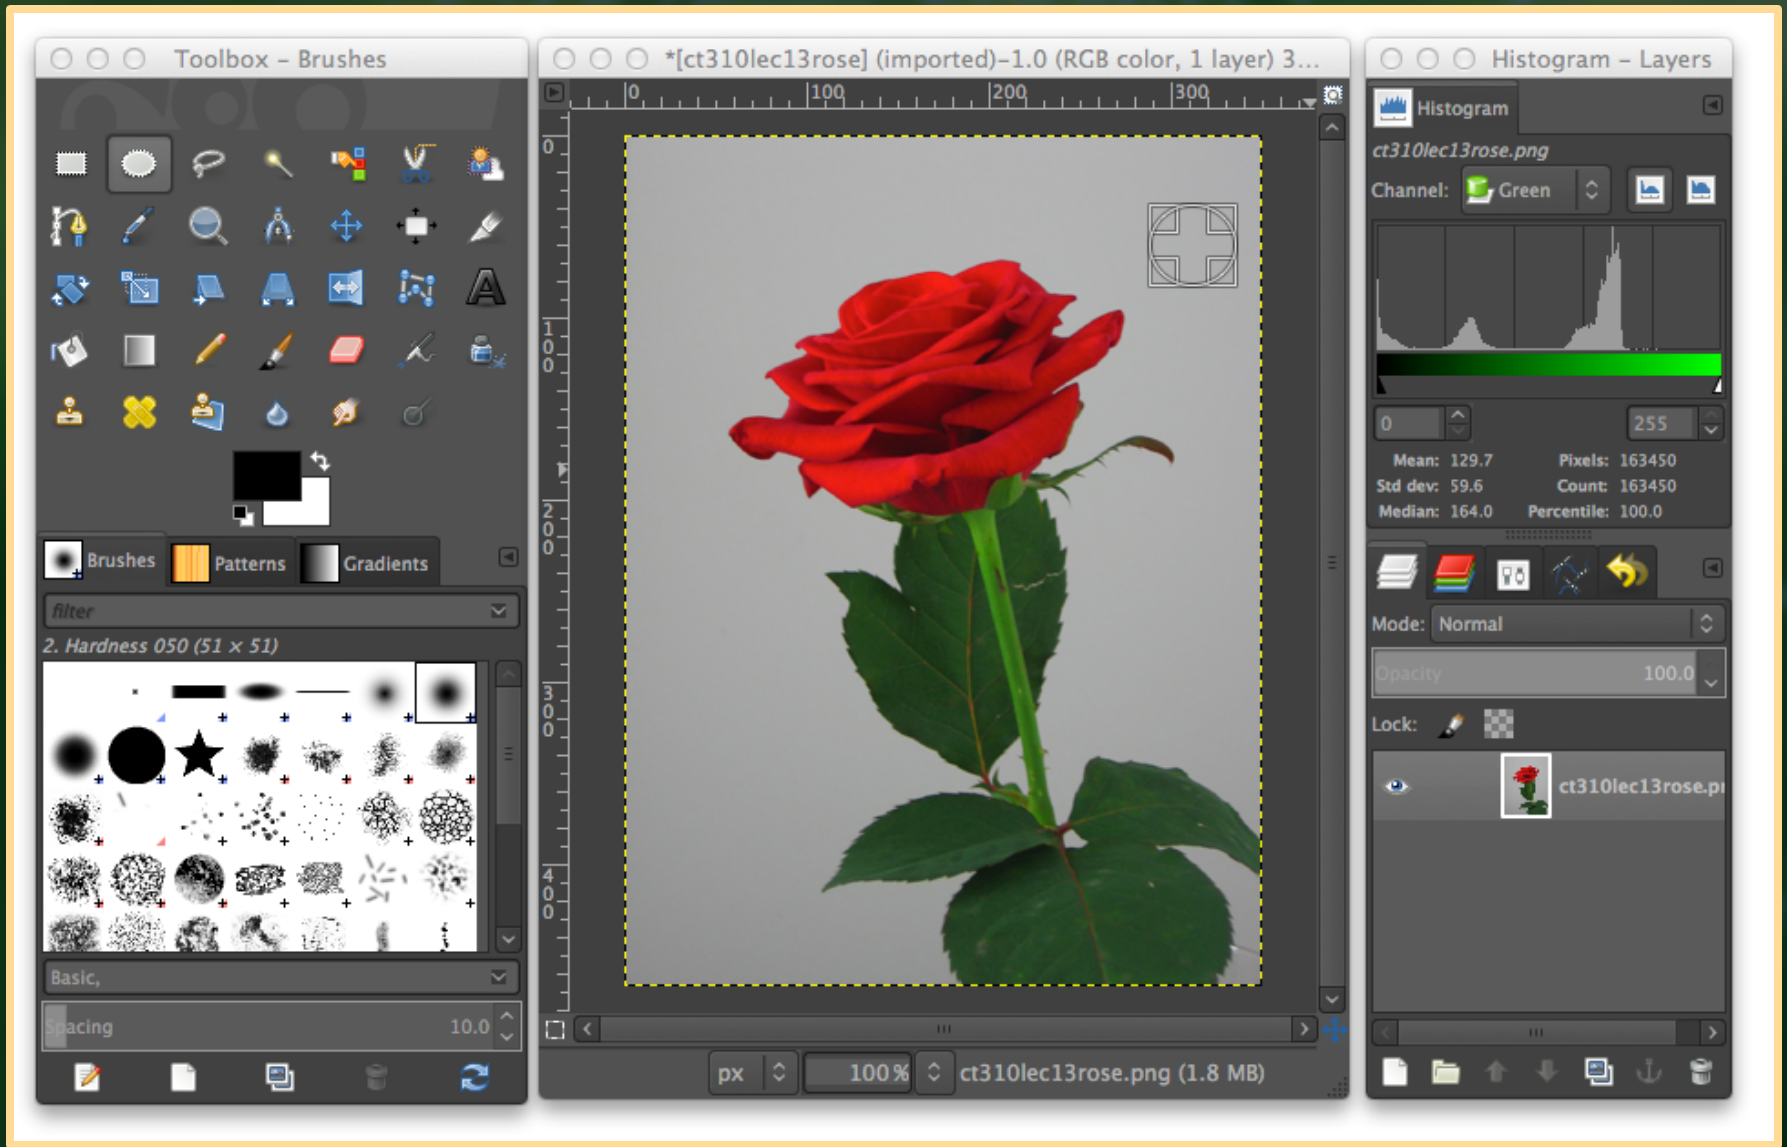 Toolbox – Brushes
Brushes
Patterns
Gradients
filter
2. Hardness 050 (51 × 51)
Basic,
Spacing 10.0
*[ct310lec13rose] (imported)-1.0 (RGB color, 1 layer) 3...
0 100 200 300
0
100
200
300
400
px 100 % ct310lec13rose.png (1.8 MB)
Histogram – Layers
Histogram
ct310lec13rose.png
Channel: Green
0 255
Mean: 129.7 Pixels: 163450
Std dev: 59.6 Count: 163450
Median: 164.0 Percentile: 100.0
Mode: Normal
Opacity 100.0
Lock:
ct310lec13rose.pr